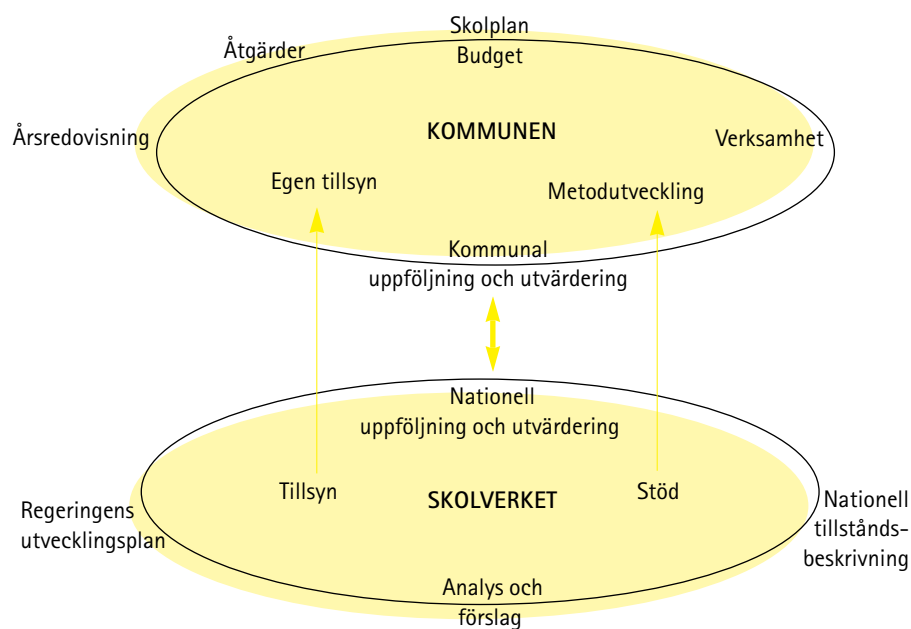 Skolplan
Åtgärder
Budget
Årsredovisning
KOMMUNEN
Verksamhet
Egen tillsyn
Metodutveckling
Kommunal
uppföljning och utvärdering
Nationell
uppföljning och utvärdering
Tillsyn
SKOLVERKET
Stöd
Regeringens
utvecklingsplan
Nationell
tillstånds-
beskrivning
Analys och
förslag